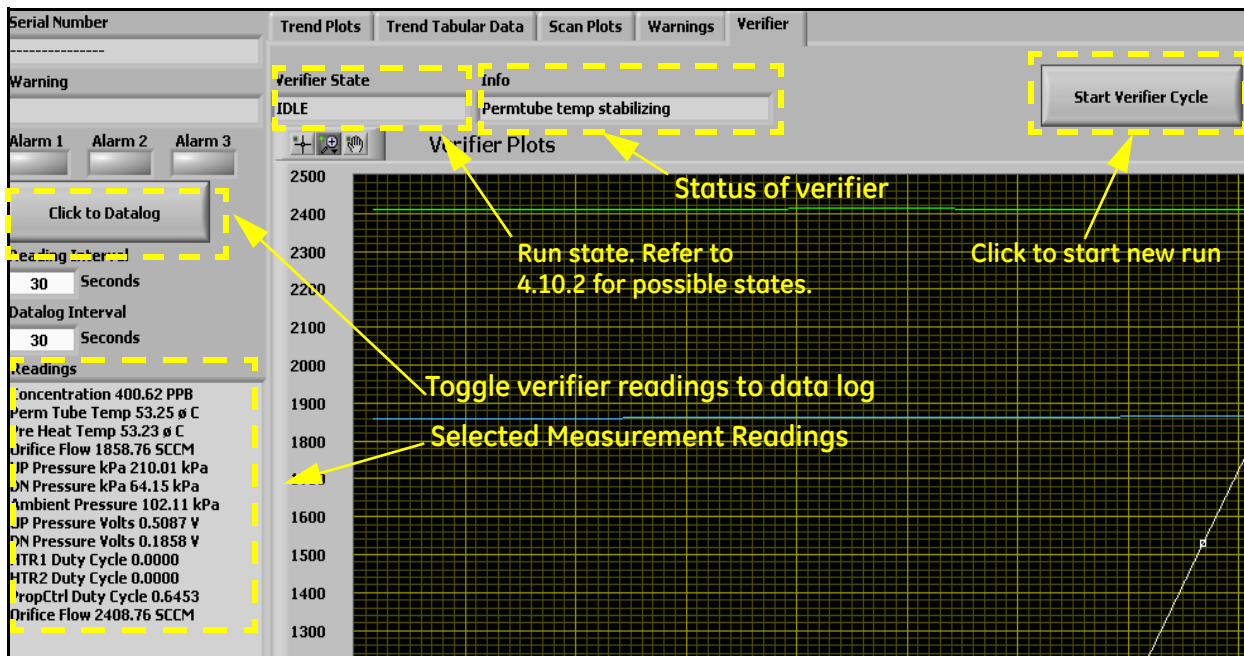 Serial Number
---------------
Warning
Alarm 1 Alarm 2 Alarm 3
Click to Datalog
Reading Interval
30 Seconds
Datalog Interval
30 Seconds
Readings
Concentration 400.62 PPB
Perm Tube Temp 53.25 ø C
Pre Heat Temp 53.23 ø C
Orifice Flow 1858.76 SCCM
UP Pressure kPa 210.01 kPa
DN Pressure kPa 64.15 kPa
Ambient Pressure 102.11 kPa
UP Pressure Volts 0.5087 V
DN Pressure Volts 0.1858 V
HTR1 Duty Cycle 0.0000
HTR2 Duty Cycle 0.0000
PropCtrl Duty Cycle 0.6453
Orifice Flow 2408.76 SCCM
Trend Plots Trend Tabular Data Scan Plots Warnings Verifier
Verifier State Info
IDLE Permtube temp stabilizing
Start Verifier Cycle
Verifier Plots
2500
2400
2300
2200
2100
2000
1900
1800
1700
1600
1500
1400
1300
Status of verifier
Run state. Refer to
4.10.2 for possible states.
Click to start new run
Toggle verifier readings to data log
Selected Measurement Readings